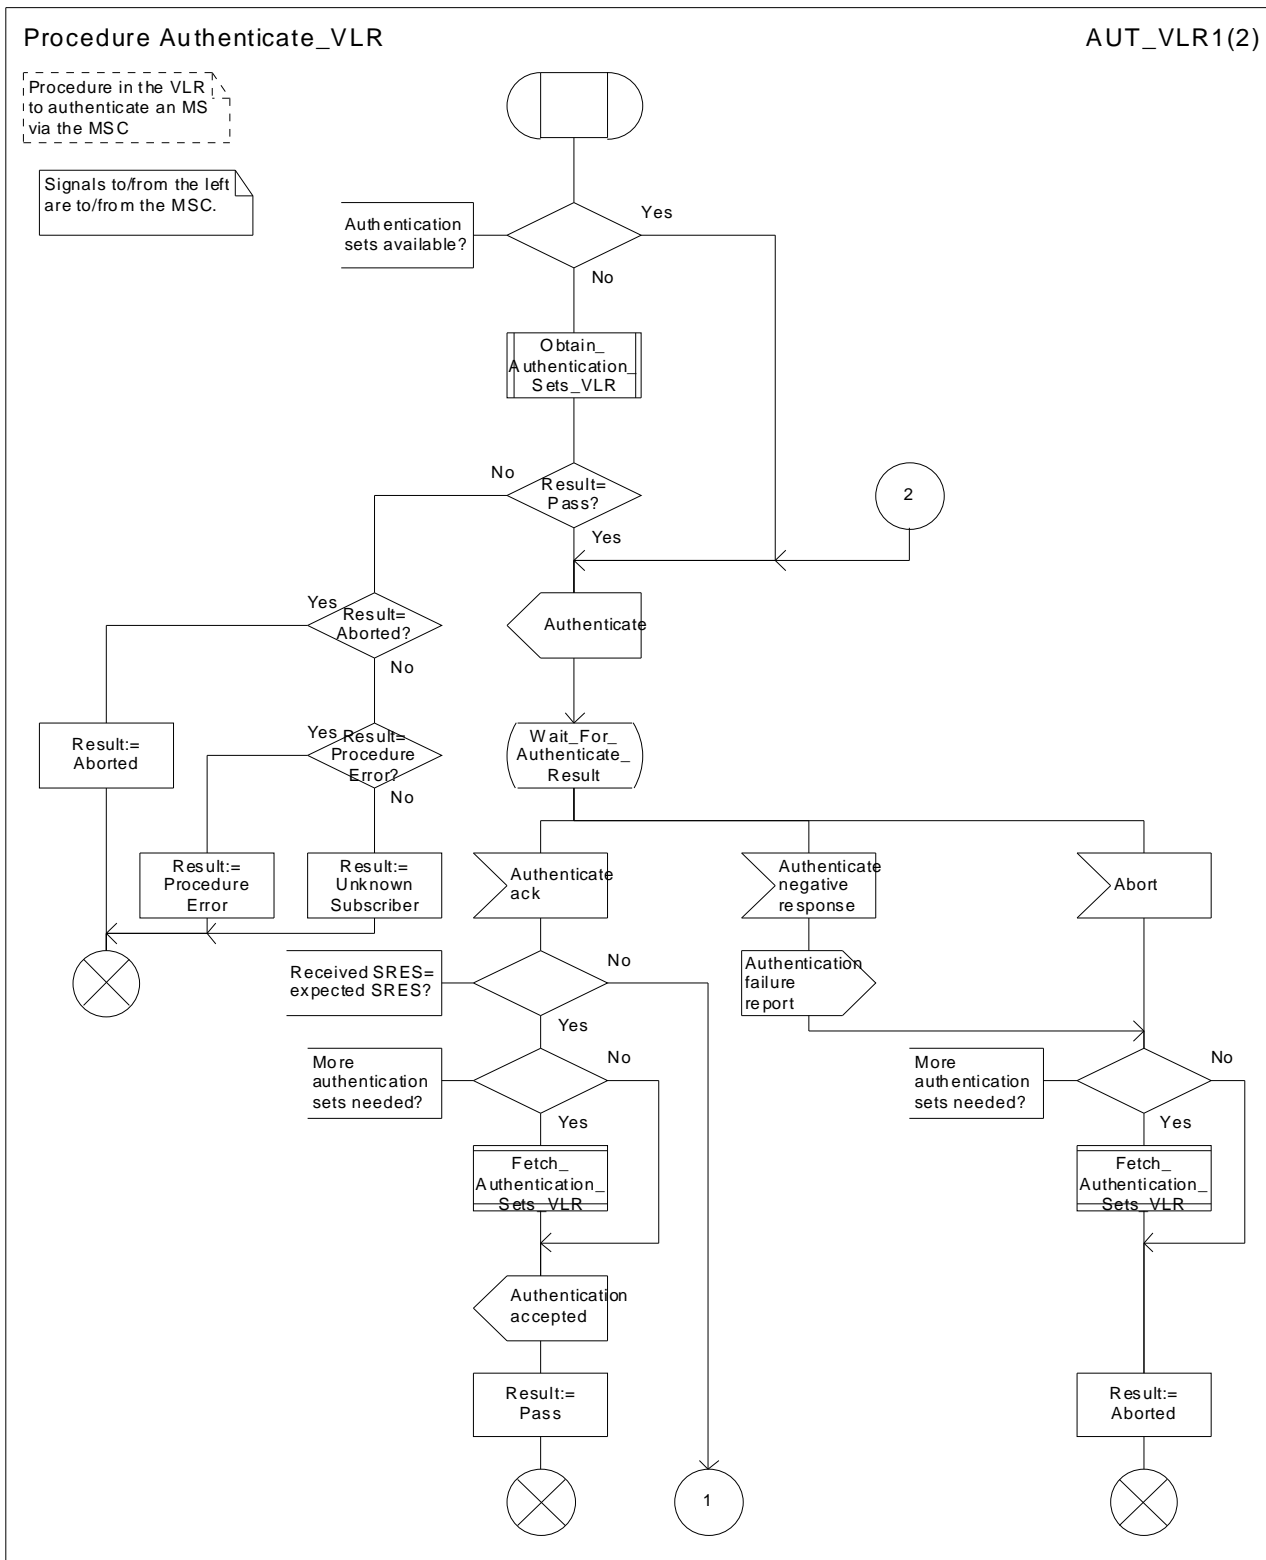 Procedure Authenticate_VLR
AUT_VLR1(2)
Procedure in the VLR
to authenticate an MS
via the MSC
Signals to/from the left
are to/from the MSC.
Authentication
sets available?
Yes
No
Obtain_
Authentication_
Sets_VLR
No
Result=
Pass?
Yes
2
Yes
Result=
Aborted?
No
Authenticate
Result:=
Aborted
Yes
Result=
Procedure
Error?
No
Wait_For_
Authenticate_
Result
Result:=
Procedure
Error
Result:=
Unknown
Subscriber
Authenticate
ack
Authenticate
negative
response
Abort
Received SRES=
expected SRES?
No
Yes
Authentication
failure
report
More
authentication
sets needed?
No
Yes
More
authentication
sets needed?
No
Yes
Fetch_
Authentication_
Sets_VLR
Fetch_
Authentication_
Sets_VLR
Authentication
accepted
Result:=
Pass
Result:=
Aborted
1